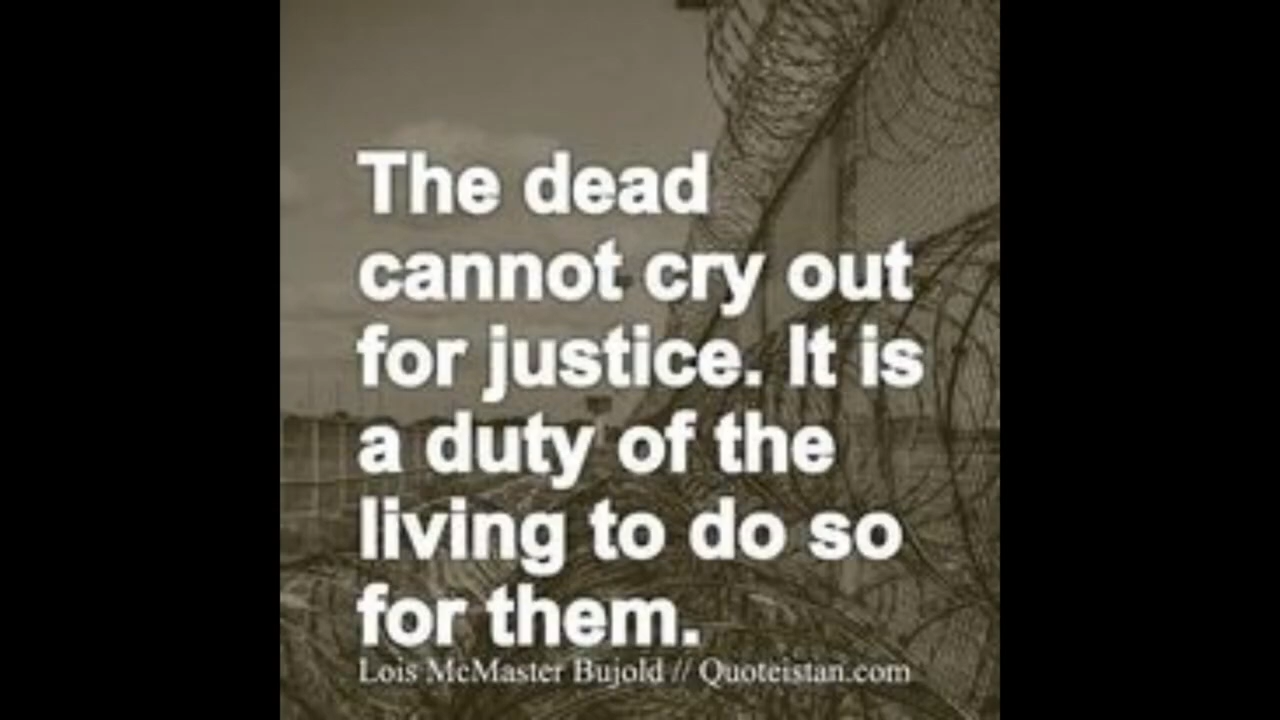 The dead
cannot cry out
for justice. It is
a duty of the
living to do so
for them.
Lois McMaster Bujold // Quoteistan.com